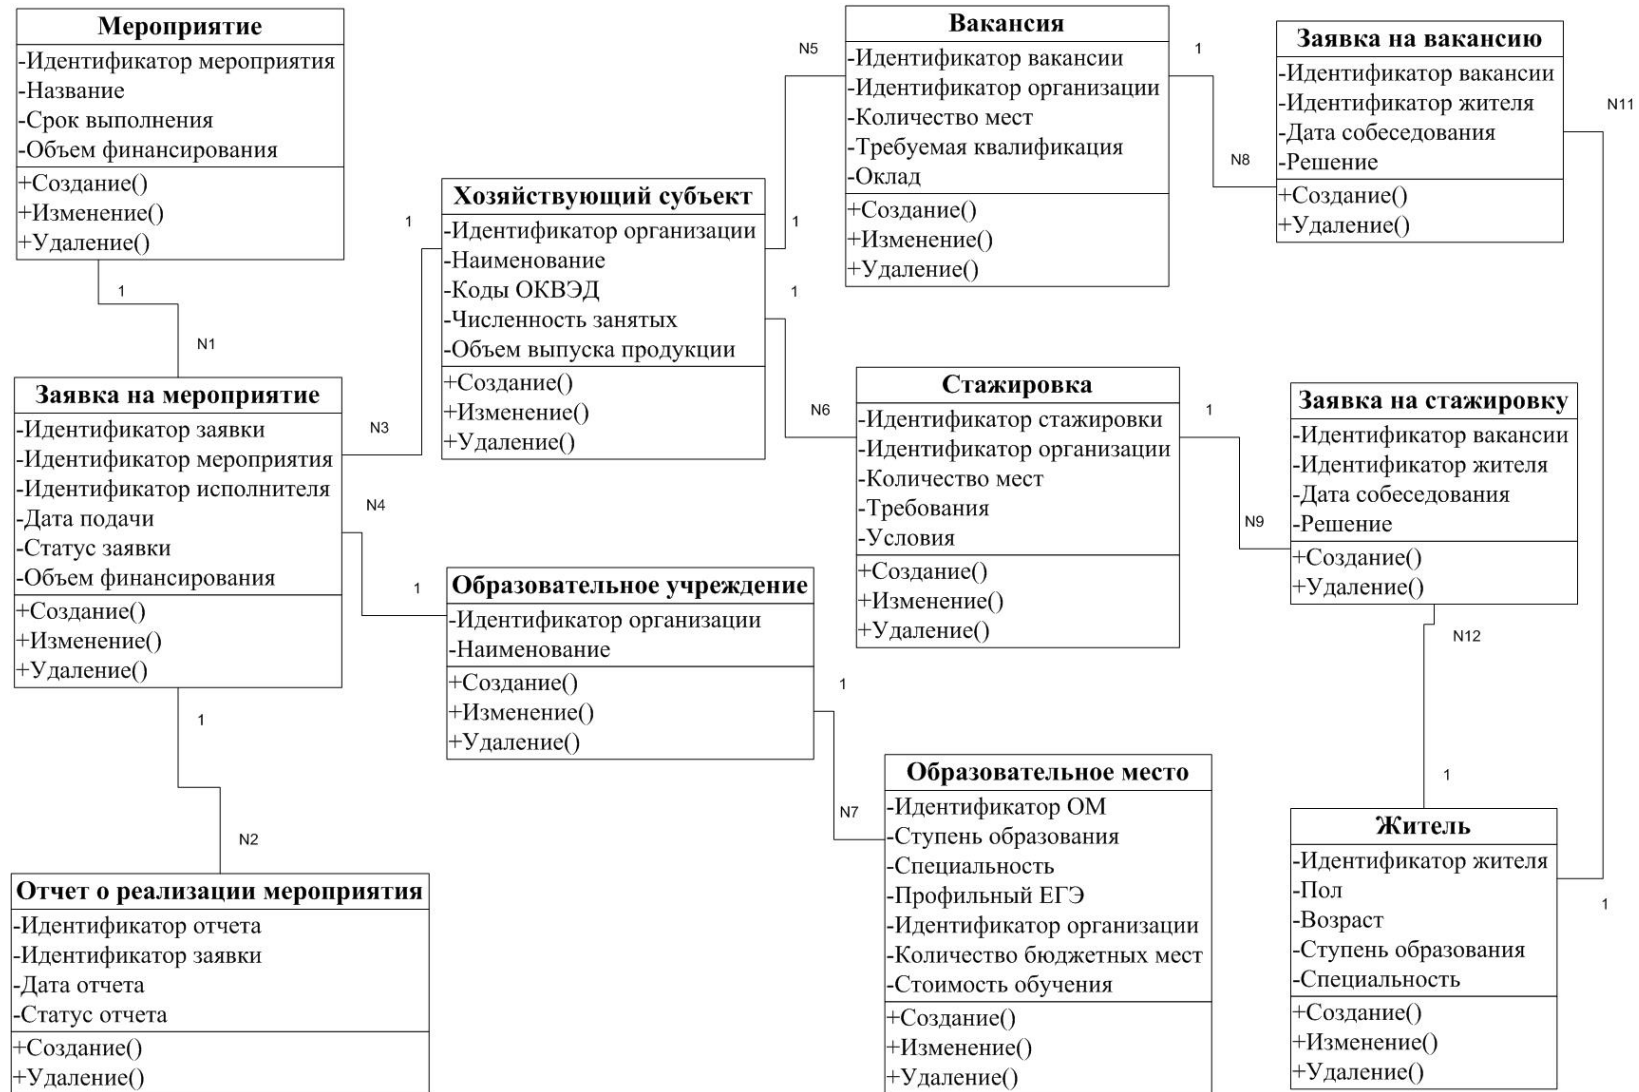 Мероприятие
-Идентификатор мероприятия
-Название
-Срок выполнения
-Объем финансирования
+Создание()
+Изменение()
+Удаление()
1
N1
Заявка на мероприятие
-Идентификатор заявки
-Идентификатор мероприятия
-Идентификатор исполнителя
-Дата подачи
-Статус заявки
-Объем финансирования
+Создание()
+Изменение()
+Удаление()
1
N2
Отчет о реализации мероприятия
-Идентификатор отчета
-Идентификатор заявки
-Дата отчета
-Статус отчета
+Создание()
+Удаление()
1
N3
N4
1
Хозяйствующий субъект
-Идентификатор организации
-Наименование
-Коды ОКВЭД
-Численность занятых
-Объем выпуска продукции
+Создание()
+Изменение()
+Удаление()
Образовательное учреждение
-Идентификатор организации
-Наименование
+Создание()
+Изменение()
+Удаление()
N5
1
1
N6
1
N7
Вакансия
-Идентификатор вакансии
-Идентификатор организации
-Количество мест
-Требуемая квалификация
-Оклад
+Создание()
+Изменение()
+Удаление()
Стажировка
-Идентификатор стажировки
-Идентификатор организации
-Количество мест
-Требования
-Условия
+Создание()
+Изменение()
+Удаление()
Образовательное место
-Идентификатор ОМ
-Ступень образования
-Специальность
-Профильный ЕГЭ
-Идентификатор организации
-Количество бюджетных мест
-Стоимость обучения
+Создание()
+Изменение()
+Удаление()
1
N8
1
N9
Заявка на вакансию
-Идентификатор вакансии
-Идентификатор жителя
-Дата собеседования
-Решение
+Создание()
+Удаление()
N11
Заявка на стажировку
-Идентификатор вакансии
-Идентификатор жителя
-Дата собеседования
-Решение
+Создание()
+Удаление()
N12
1
Житель
-Идентификатор жителя
-Пол
-Возраст
-Ступень образования
-Специальность
+Создание()
+Изменение()
+Удаление()
1